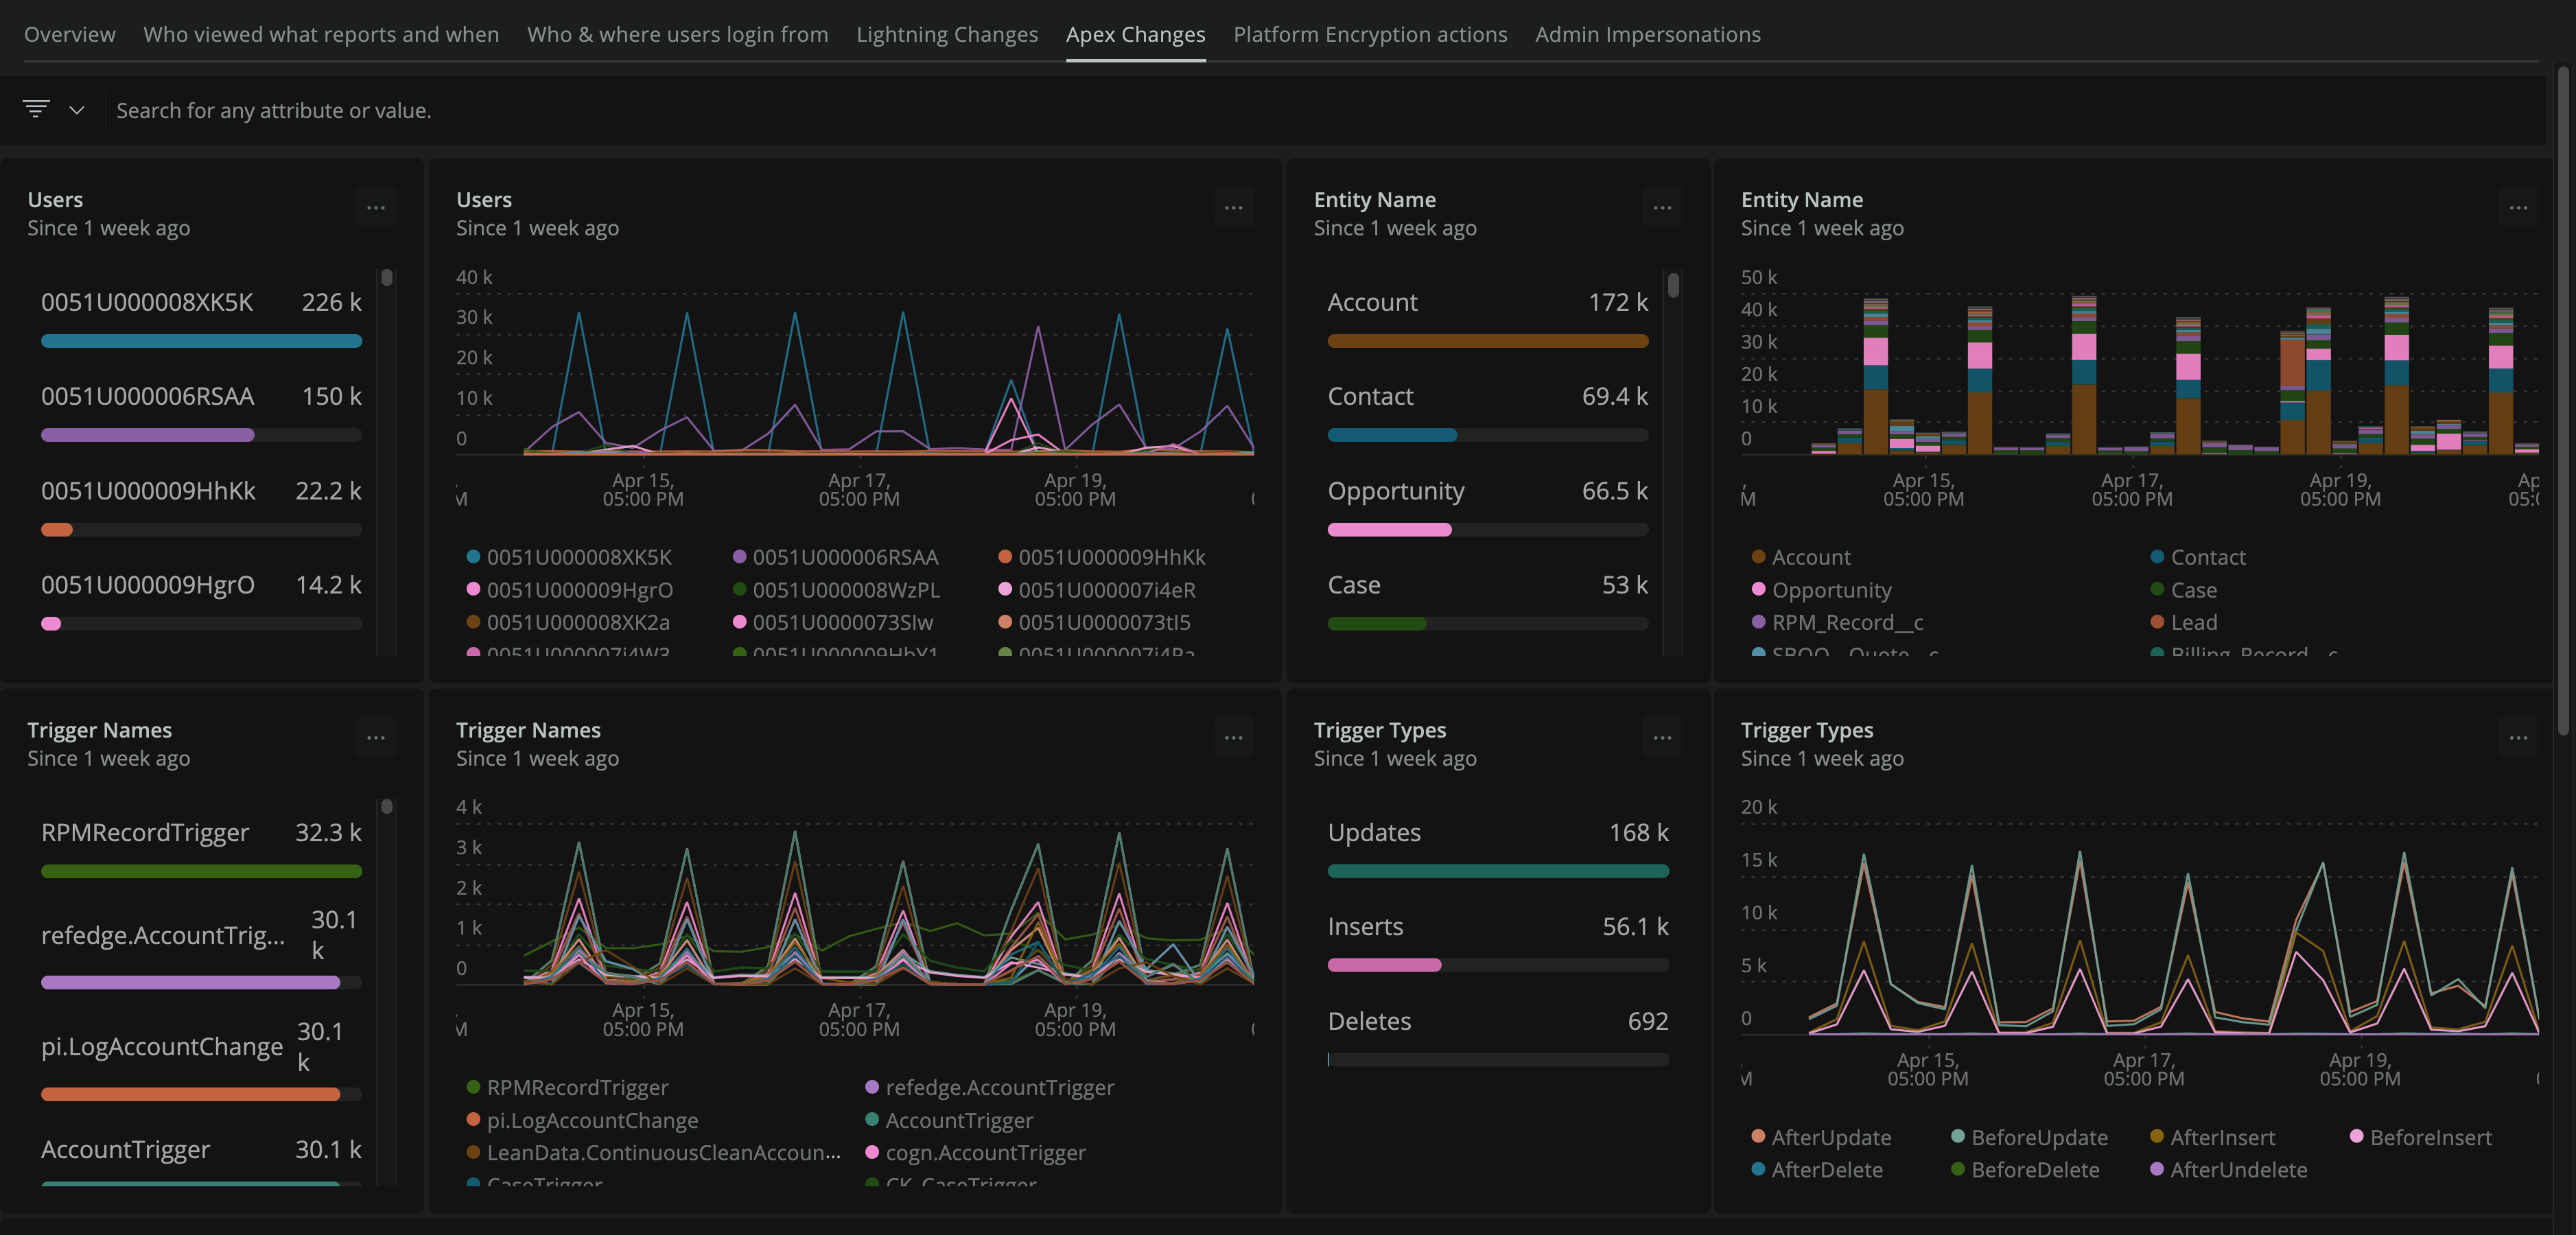 Overview Who viewed what reports and when Who & where users login from Lightning Changes Apex Changes Platform Encryption actions Admin Impersonations
Search for any attribute or value.
Users
Since 1 week ago
0051U000008XK5K 226 k
0051U000006RSAA 150 k
0051U000009HhKk 22.2 k
0051U000009HgrO 14.2 k
Users
Since 1 week ago
40 k
30 k
20 k
10 k
0
Apr 15,
05:00 PM
Apr 17,
05:00 PM
Apr 19,
05:00 PM
0051U000008XK5K 0051U000006RSAA 0051U000009HhKk
0051U000009HgrO 0051U000008WzPL 0051U000007i4eR
0051U000008XK2a 0051U0000073SIw 0051U0000073tI5
0051U000007i4W3 0051U000009HbY1
Entity Name
Since 1 week ago
Account 172 k
Contact 69.4 k
Opportunity 66.5 k
Case 53 k
Entity Name
Since 1 week ago
50 k
40 k
30 k
20 k
10 k
0
Apr 15,
05:00 PM
Apr 17,
05:00 PM
Apr 19,
05:00 PM
Account Contact
Opportunity Case
RPM_Record__c Lead
SBQQ__Quote__c Billing_Record__c
Trigger Names
Since 1 week ago
RPMRecordTrigger 32.3 k
refedge.AccountTrig... 30.1 k
pi.LogAccountChange 30.1 k
AccountTrigger 30.1 k
Trigger Names
Since 1 week ago
4 k
3 k
2 k
1 k
0
Apr 15,
05:00 PM
Apr 17,
05:00 PM
Apr 19,
05:00 PM
RPMRecordTrigger refedge.AccountTrigger
pi.LogAccountChange AccountTrigger
LeanData.ContinuousCleanAccoun... cogn.AccountTrigger
CaseTrigger CK_CaseTrigger
Trigger Types
Since 1 week ago
Updates 168 k
Inserts 56.1 k
Deletes 692
Trigger Types
Since 1 week ago
20 k
15 k
10 k
5 k
0
Apr 15,
05:00 PM
Apr 17,
05:00 PM
Apr 19,
05:00 PM
AfterUpdate BeforeUpdate AfterInsert BeforeInsert
AfterDelete BeforeDelete AfterUndelete